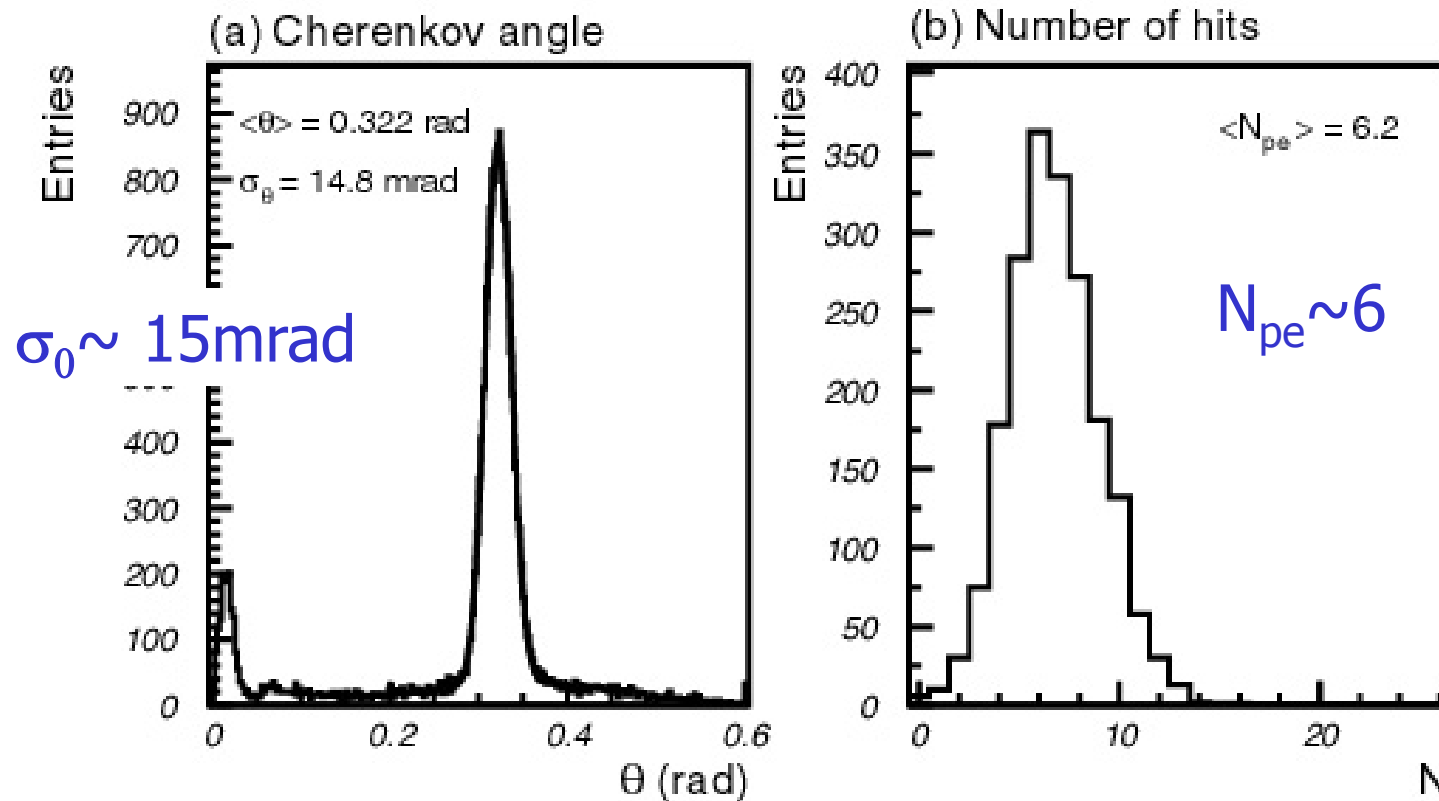 (a) Cherenkov angle
Entries
900
800
700
400
300
200
100
0
<θ> = 0.322 rad
σθ = 14.8 mrad
σ0~ 15mrad
0 0.2 0.4 0.6
θ (rad)
(b) Number of hits
Entries
400
350
300
250
200
150
100
50
0
<Npe> = 6.2
Npe~6
0 10 20